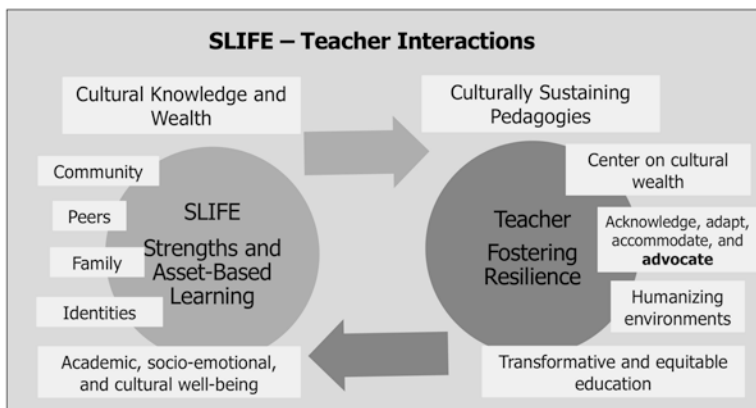 SLIFE – Teacher Interactions
Cultural Knowledge and
Wealth
Culturally Sustaining
Pedagogies
Community
Peers
Family
Identities
SLIFE
Strengths and
Asset-Based
Learning
Teacher
Fostering
Resilience
Center on cultural
wealth
Acknowledge, adapt,
accommodate, and
advocate
Humanizing
environments
Academic, socio-emotional,
and cultural well-being
Transformative and equitable
education